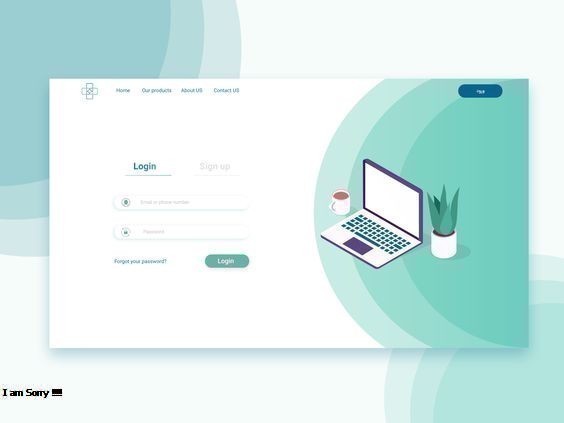 Home Our products About US Contact US
Login Sign up
Email or phone number
Password
Forgot your password? Login
I am Sorry